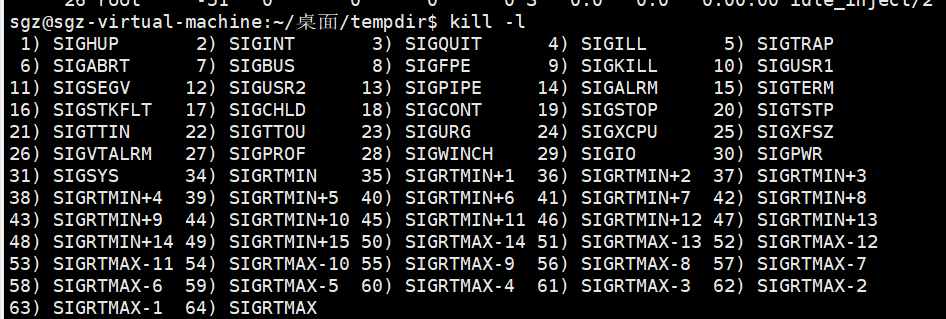 26 root -51 0 0 0 0 S 0.0 0.0 0:00.00 idle_inject/2
sgz@sgz-virtual-machine:~/桌面/tempdir$ kill -l
1) SIGHUP 2) SIGINT 3) SIGQUIT 4) SIGILL 5) SIGTRAP
6) SIGABRT 7) SIGBUS 8) SIGFPE 9) SIGKILL 10) SIGUSR1
11) SIGSEGV 12) SIGUSR2 13) SIGPIPE 14) SIGALRM 15) SIGTERM
16) SIGSTKFLT 17) SIGCHLD 18) SIGCONT 19) SIGSTOP 20) SIGTSTP
21) SIGTTIN 22) SIGTTOU 23) SIGURG 24) SIGXCPU 25) SIGXFSZ
26) SIGVTALRM 27) SIGPROF 28) SIGWINCH 29) SIGIO 30) SIGPWR
31) SIGSYS 34) SIGRTMIN 35) SIGRTMIN+1 36) SIGRTMIN+2 37) SIGRTMIN+3
38) SIGRTMIN+4 39) SIGRTMIN+5 40) SIGRTMIN+6 41) SIGRTMIN+7 42) SIGRTMIN+8
43) SIGRTMIN+9 44) SIGRTMIN+10 45) SIGRTMIN+11 46) SIGRTMIN+12 47) SIGRTMIN+13
48) SIGRTMIN+14 49) SIGRTMIN+15 50) SIGRTMAX-14 51) SIGRTMAX-13 52) SIGRTMAX-12
53) SIGRTMAX-11 54) SIGRTMAX-10 55) SIGRTMAX-9 56) SIGRTMAX-8 57) SIGRTMAX-7
58) SIGRTMAX-6 59) SIGRTMAX-5 60) SIGRTMAX-4 61) SIGRTMAX-3 62) SIGRTMAX-2
63) SIGRTMAX-1 64) SIGRTMAX